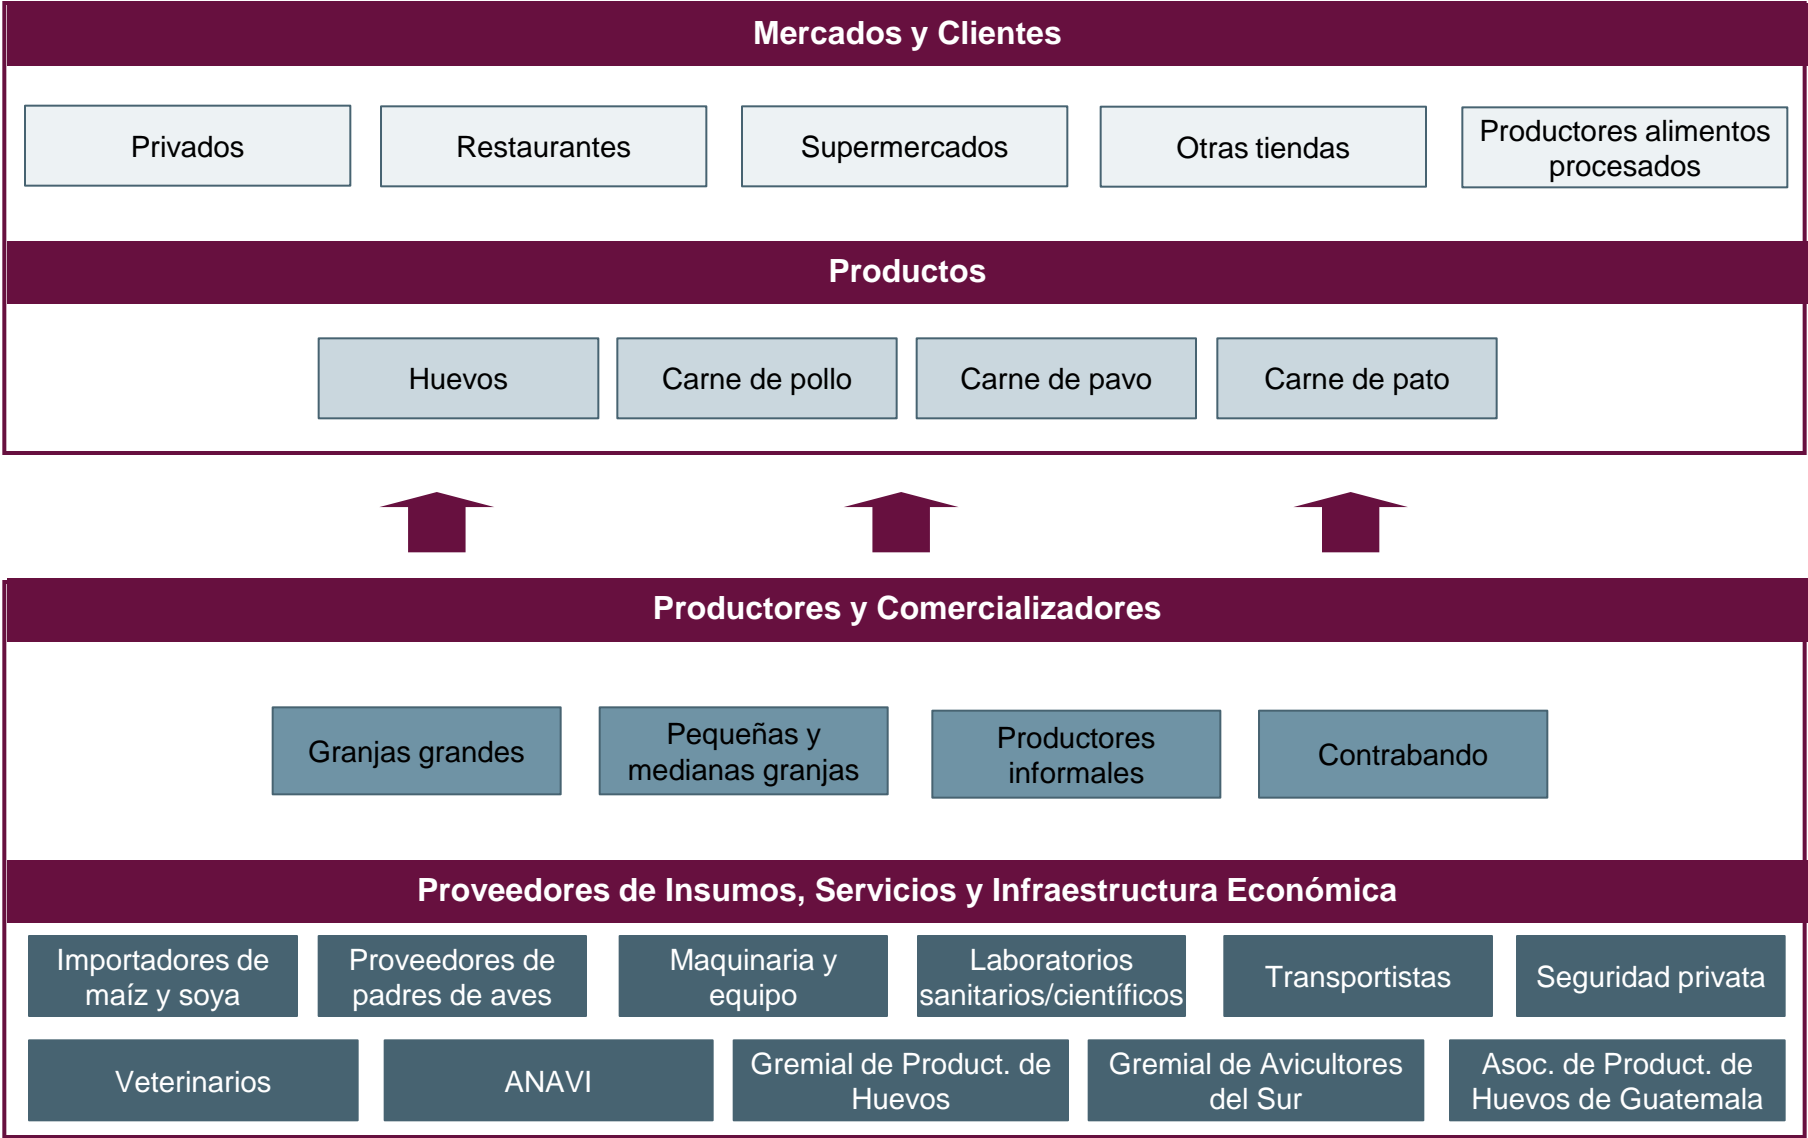 Mercados y Clientes
Privados
Restaurantes
Supermercados
Otras tiendas
Productores alimentos
procesados
Productos
Huevos
Carne de pollo
Carne de pavo
Carne de pato
Productores y Comercializadores
Granjas grandes
Pequeñas y
medianas granjas
Productores
informales
Contrabando
Proveedores de Insumos, Servicios y Infraestructura Económica
Importadores de
maíz y soya
Proveedores de
padres de aves
Maquinaria y
equipo
Laboratorios
sanitarios/científicos
Transportistas
Seguridad privata
Veterinarios
ANAVI
Gremial de Product. de
Huevos
Gremial de Avicultores
del Sur
Asoc. de Product. de
Huevos de Guatemala